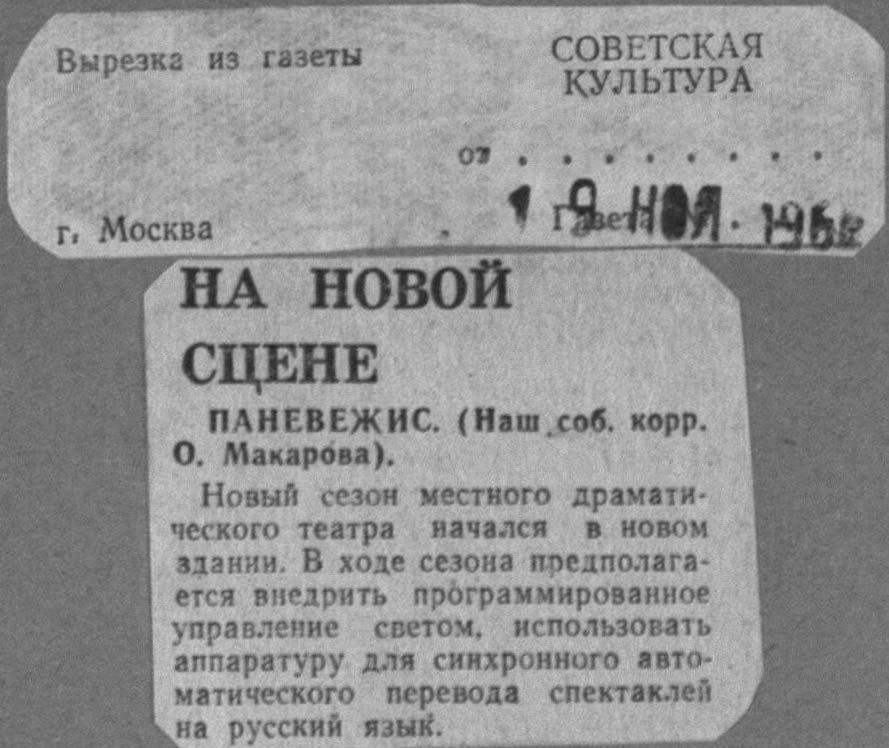 Вырезка из газеты
СОВЕТСКАЯ
КУЛЬТУРА
от . . . . . . . .
г. Москва
Газета
НА НОВОЙ
СЦЕНЕ
ПАНЕВЕЖИС. (Наш соб. корр.
О. Макарова).
Новый сезон местного драмати-
ческого театра начался в новом
здании. В ходе сезона предполага-
ется внедрить программированное
управление светом, использовать
аппаратуру для синхронного авто-
матического перевода спектаклей
на русский язык.